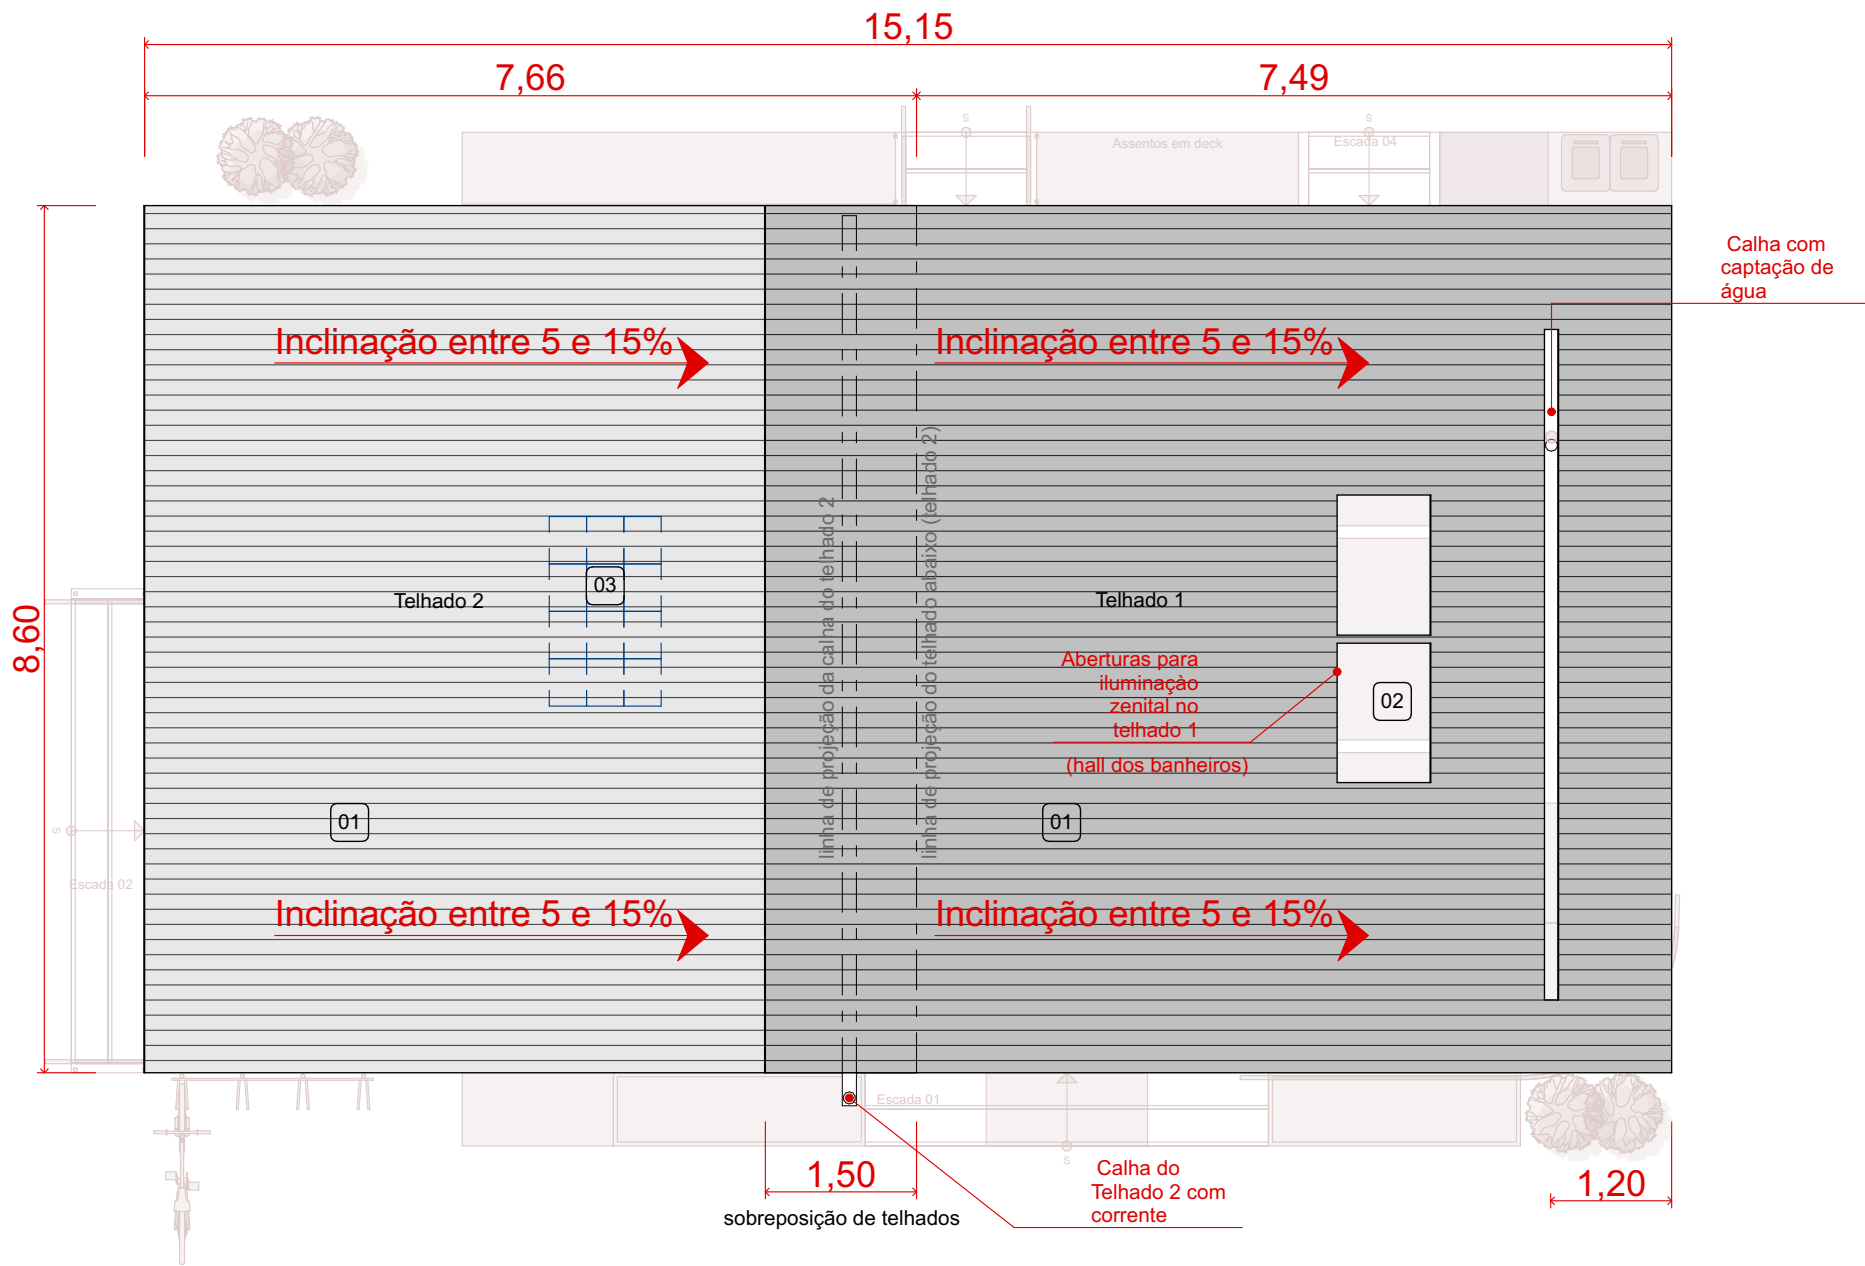 15,15
7,66
7,49
S
S
Assentos em deck
Escada 04
Calha com
captação de
água
Inclinação entre 5 e 15%
Inclinação entre 5 e 15%
linha de projeção da calha do telhado 2
linha de projeção do telhado abaixo (telhado 2)
03
Telhado 2
Telhado 1
8,60
Aberturas para
iluminaçào
zenital no
telhado 1
(hall dos banheiros)
02
01
01
S
Escada 02
Inclinação entre 5 e 15%
Inclinação entre 5 e 15%
Escada 01
S
1,50
sobreposição de telhados
Calha do
Telhado 2 com
corrente
1,20